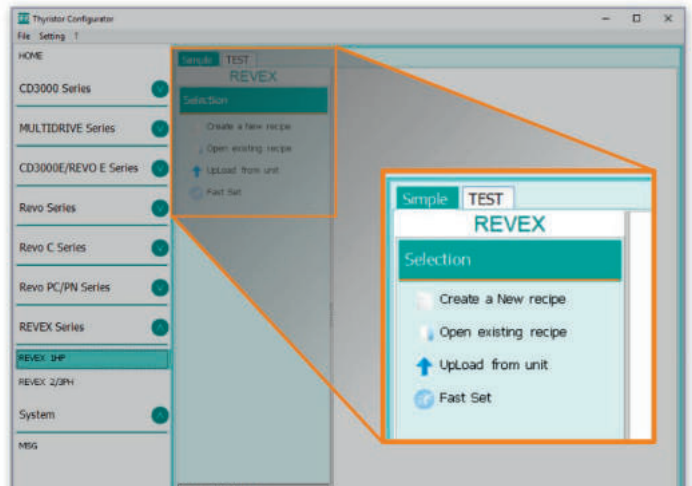 Thyristor Configurator
File Setting ?
HOME
CD3000 Series
MULTIDRIVE Series
CD3000E/REVO E Series
Revo Series
Revo C Series
Revo PC/PN Series
REVEX Series
REVEX 1HP
REVEX 2/3PH
System
MSG
Simple TEST
REVEX
Selection
Create a New recipe
Open existing recipe
UpLoad from unit
Fast Set
Simple TEST
REVEX
Selection
Create a New recipe
Open existing recipe
UpLoad from unit
Fast Set